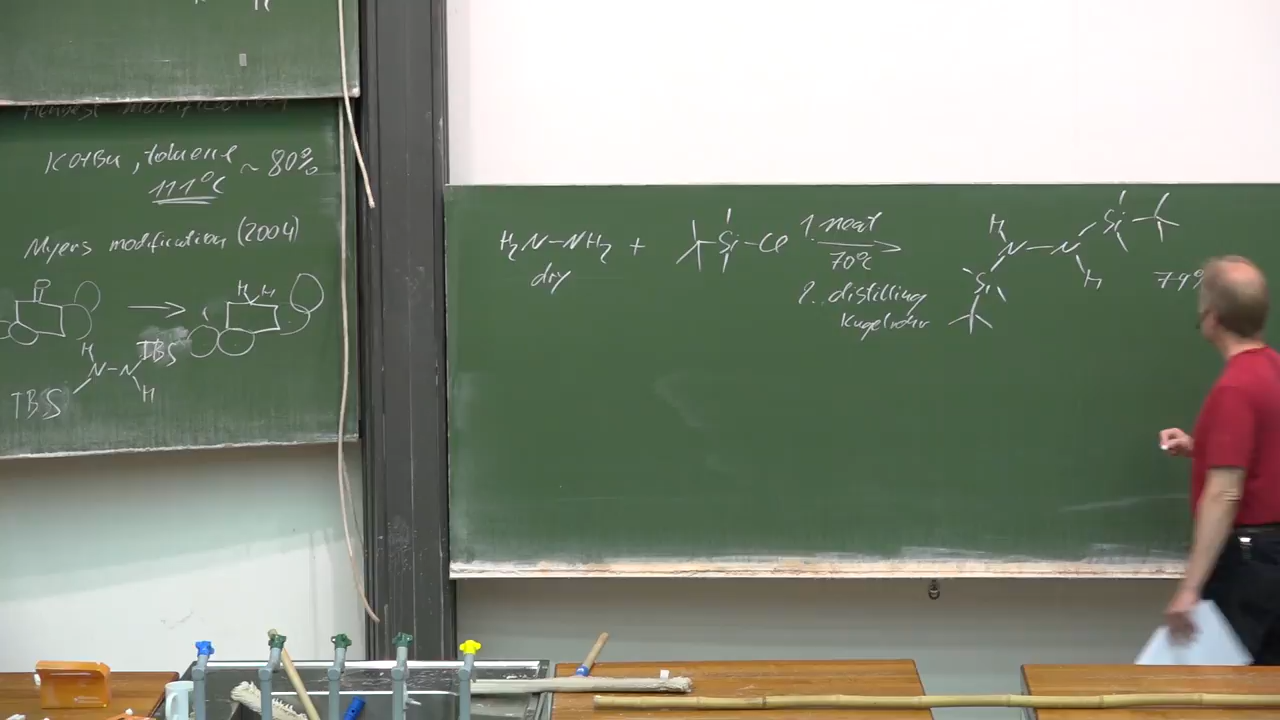 KOtBu, toluene ~ 80%
111°C
Myers modification (2004)
H H
H TBS
N-N
TBS H
H2N-NH2 + Si-Cl
dry
1. neat
70°C
2. distilling
Kugelrohr
H
N-N
H
Si
Si
74%